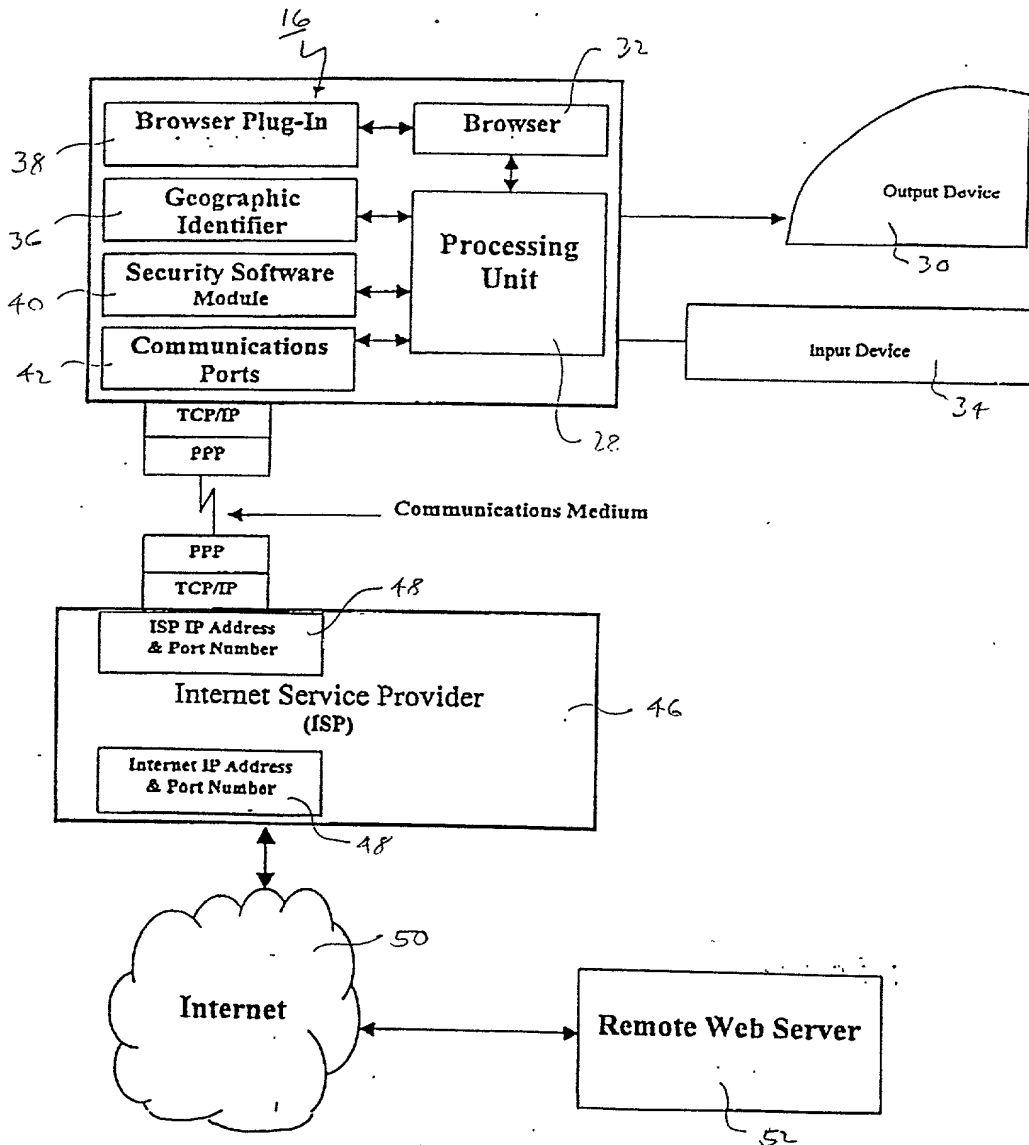 16
32
Browser Plug-In
Browser
38
Geographic
Identifier
36
Processing
Unit
Output Device
30
Security Software
Module
40
Communications
Ports
42
Input Device
34
28
TCP/IP
PPP
Communications Medium
PPP
TCP/IP
48
ISP IP Address
& Port Number
Internet Service Provider
(ISP)
46
Internet IP Address
& Port Number
48
50
Internet
Remote Web Server
52